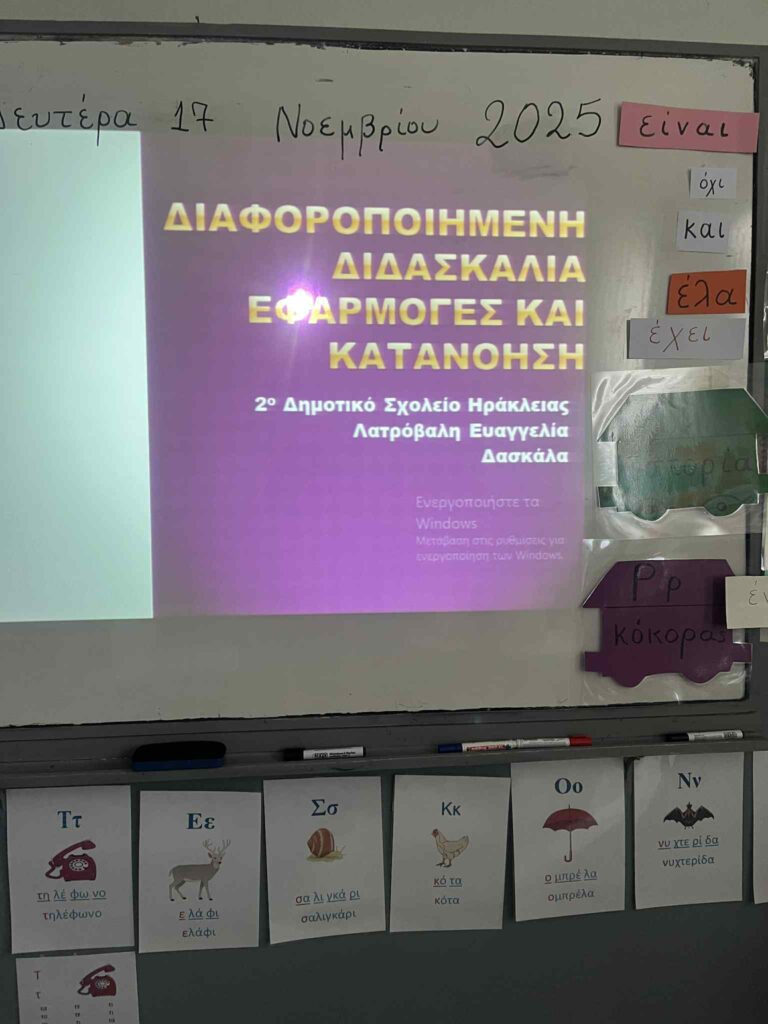 Δευτέρα 17 Νοεμβρίου 2025
είναι
όχι
και
έλα
έχει
ΔΙΑΦΟΡΟΠΟΙΗΜΕΝΗ
ΔΙΔΑΣΚΑΛΙΑ
ΕΦΑΡΜΟΓΕΣ ΚΑΙ
ΚΑΤΑΝΟΗΣΗ
2ο Δημοτικό Σχολείο Ηράκλειας
Λατρόβαλη Ευαγγελία
Δασκάλα
Ενεργοποιήστε τα
Windows
Μετάβαση στις ρυθμίσεις για
ενεργοποίηση των Windows.
Ρ ρ
κόκορας
Ττ
τη λέ φω νο
τηλέφωνο
Εε
ε λά φι
ελάφι
Σσ
σα λι γκά ρι
σαλιγκάρι
Κκ
κό τα
κότα
Οο
ο μπρέ λα
ομπρέλα
Νν
νυ χτε ρί δα
νυχτερίδα
Τ
τ